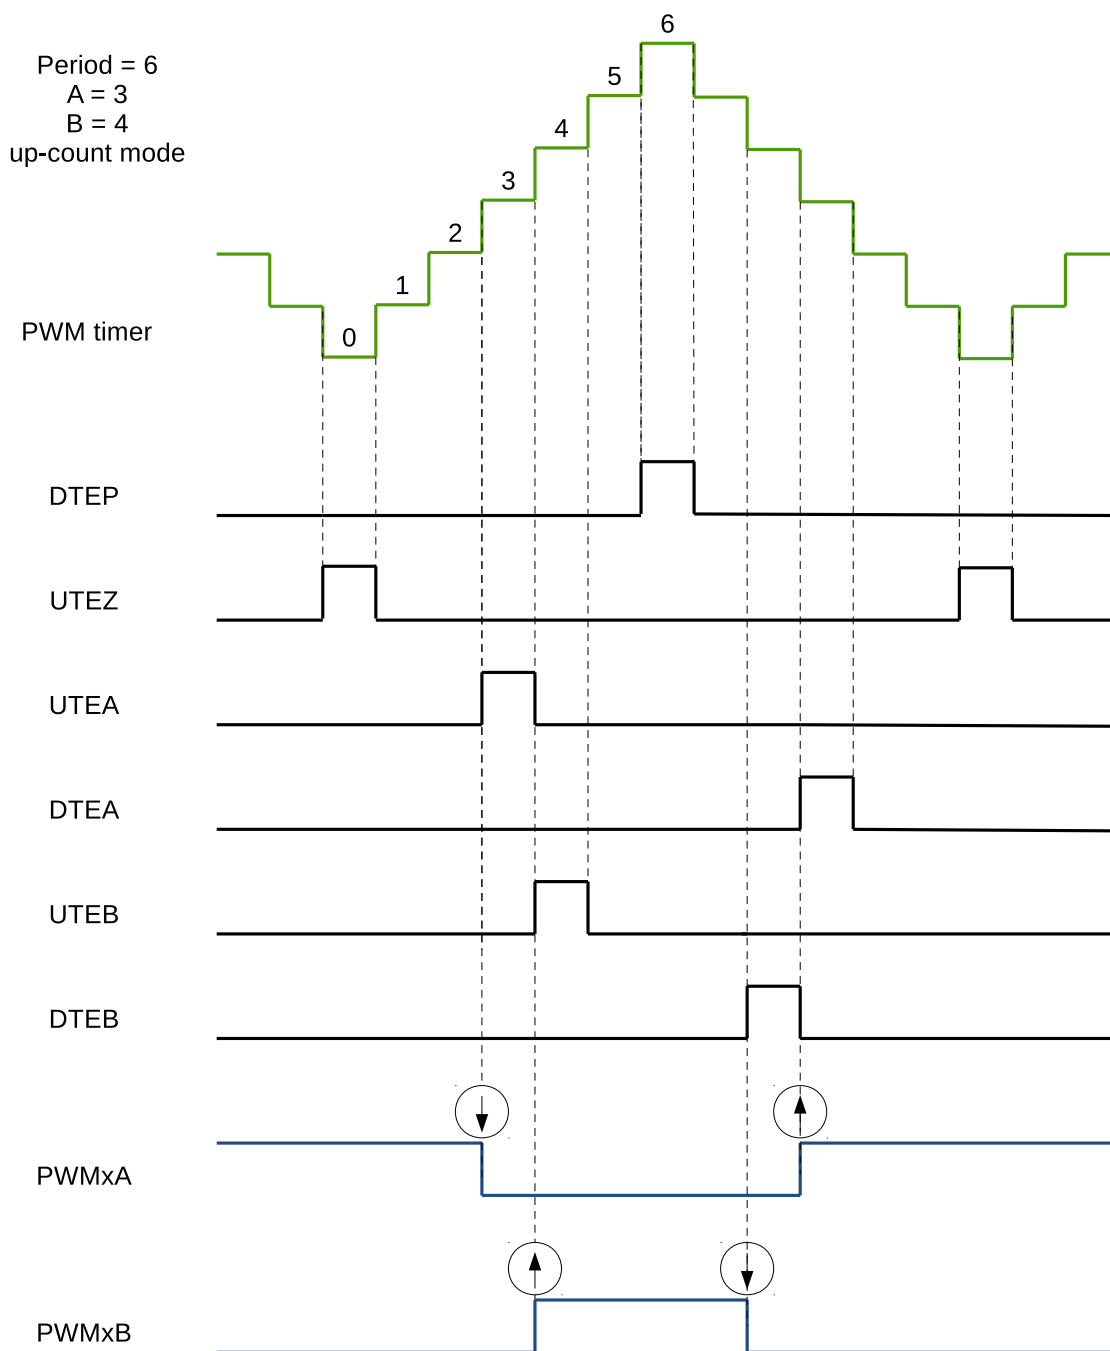 6
Period = 6
A = 3
B = 4
up-count mode
5
4
3
2
1
0
PWM timer
DTEP
UTEZ
UTEA
DTEA
UTEB
DTEB
PWMxA
PWMxB